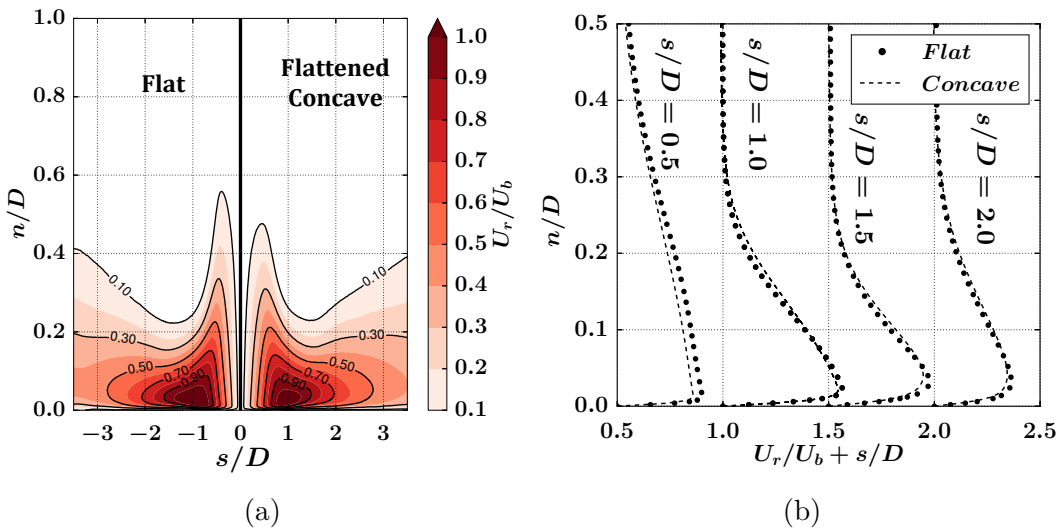 1.0
0.8
0.6
0.4
0.2
0.0
n/D
−3 −2 −1 0 1 2 3
s/D
Flat
Flattened
Concave
0.10
0.30
0.50
0.70
0.90
0.10
0.30
0.50
0.70
0.90
1.0
0.9
0.8
0.7
0.6
0.5
0.4
0.3
0.2
0.1
U_r/U_b
(a)
0.5
0.4
0.3
0.2
0.1
0.0
n/D
s/D = 0.5
s/D = 1.0
s/D = 1.5
s/D = 2.0
Flat
Concave
0.5 1.0 1.5 2.0 2.5
U_r/U_b + s/D
(b)